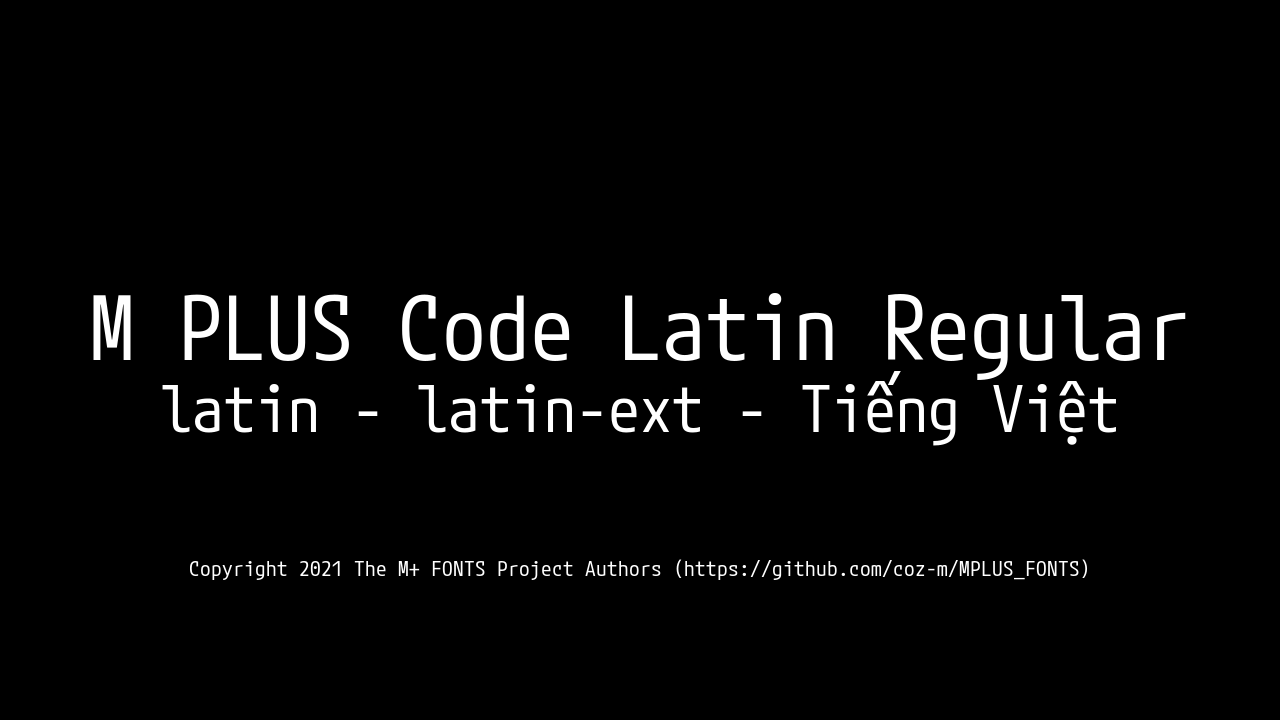 M PLUS Code Latin Regular
latin - latin-ext - Tiếng Việt
Copyright 2021 The M+ FONTS Project Authors (https://github.com/coz-m/MPLUS_FONTS)